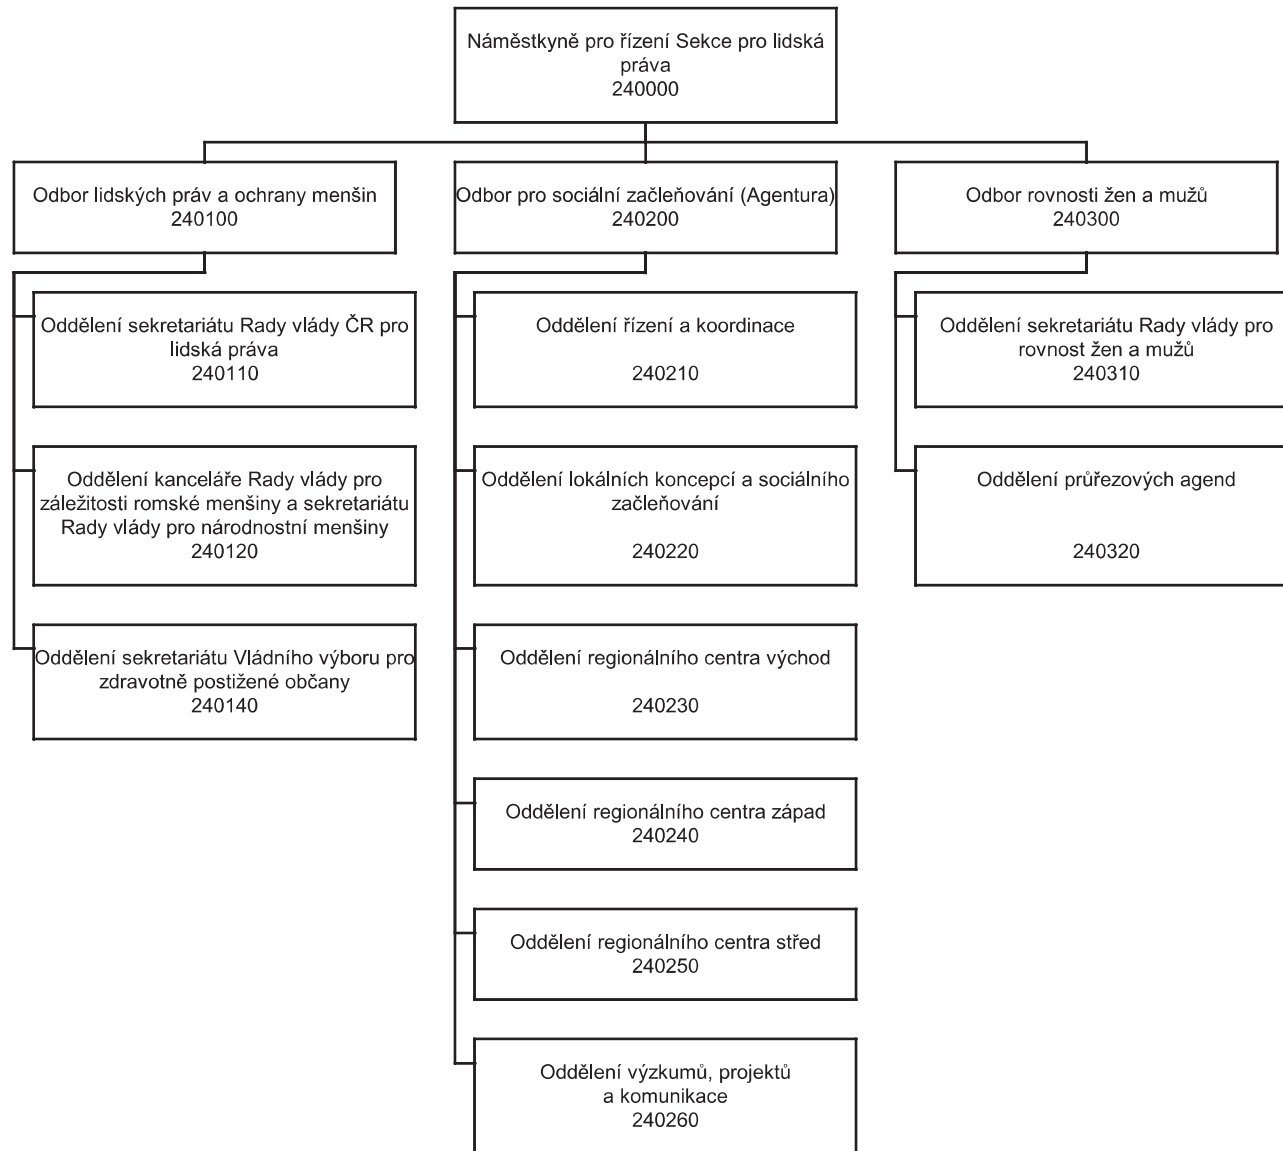 Náměstkyně pro řízení Sekce pro lidská
práva
240000
Odbor lidských práv a ochrany menšin
240100
Oddělení sekretariátu Rady vlády ČR pro
lidská práva
240110
Oddělení kanceláře Rady vlády pro
záležitosti romské menšiny a sekretariátu
Rady vlády pro národnostní menšiny
240120
Oddělení sekretariátu Vládního výboru pro
zdravotně postižené občany
240140
Odbor pro sociální začleňování (Agentura)
240200
Oddělení řízení a koordinace
240210
Oddělení lokálních koncepcí a sociálního
začleňování
240220
Oddělení regionálního centra východ
240230
Oddělení regionálního centra západ
240240
Oddělení regionálního centra střed
240250
Oddělení výzkumů, projektů
a komunikace
240260
Odbor rovnosti žen a mužů
240300
Oddělení sekretariátu Rady vlády pro
rovnost žen a mužů
240310
Oddělení průřezových agend
240320